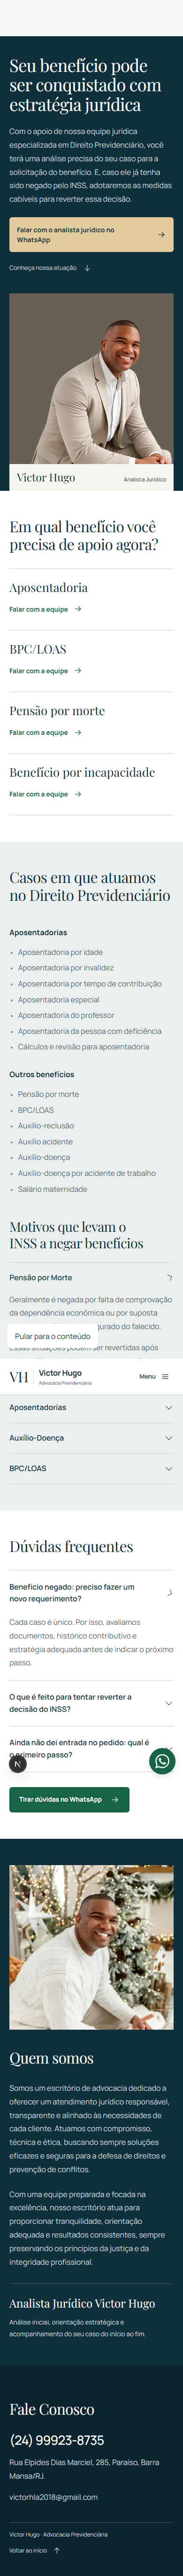 Seu benefício pode
ser conquistado com
estratégia jurídica
Com o apoio de nossa equipe jurídica
especializada em Direito Previdenciário, você
terá uma análise precisa do seu caso para a
solicitação do benefício. E, caso ele já tenha
sido negado pelo INSS, adotaremos as medidas
cabíveis para reverter essa decisão.
Falar com o analista jurídico no
WhatsApp
Conheça nossa atuação
Victor Hugo
Analista Jurídico
Em qual benefício você
precisa de apoio agora?
Aposentadoria
Falar com a equipe
BPC/LOAS
Falar com a equipe
Pensão por morte
Falar com a equipe
Benefício por incapacidade
Falar com a equipe
Casos em que atuamos
no Direito Previdenciário
Aposentadorias
Aposentadoria por idade
Aposentadoria por invalidez
Aposentadoria por tempo de contribuição
Aposentadoria especial
Aposentadoria do professor
Aposentadoria da pessoa com deficiência
Cálculos e revisão para aposentadoria
Outros benefícios
Pensão por morte
BPC/LOAS
Auxílio-reclusão
Auxílio acidente
Auxílio-doença
Auxílio-doença por acidente de trabalho
Salário maternidade
Motivos que levam o
INSS a negar benefícios
Pensão por Morte
Geralmente é negada por falta de comprovação
da dependência econômica ou por suposta
gurado do falecido.
Pular para o conteúdo
Essas situações podem ser revertidas após
VH
Victor Hugo
Advocacia Previdenciária
Menu
Aposentadorias
Auxílio-Doença
BPC/LOAS
Dúvidas frequentes
Benefício negado: preciso fazer um
novo requerimento?
Cada caso é único. Por isso, avaliamos
documentos, histórico contributivo e
estratégia adequada antes de indicar o próximo
passo.
O que é feito para tentar reverter a
decisão do INSS?
Ainda não dei entrada no pedido: qual é
o primeiro passo?
N
Tirar dúvidas no WhatsApp
Quem somos
Somos um escritório de advocacia dedicado a
oferecer um atendimento jurídico responsável,
transparente e alinhado às necessidades de
cada cliente. Atuamos com compromisso,
técnica e ética, buscando sempre soluções
eficazes e seguras para a defesa de direitos e
prevenção de conflitos.
Com uma equipe preparada e focada na
excelência, nosso escritório atua para
proporcionar tranquilidade, orientação
adequada e resultados consistentes, sempre
preservando os princípios da justiça e da
integridade profissional.
Analista Jurídico Victor Hugo
Análise inicial, orientação estratégica e
acompanhamento do seu caso do início ao fim.
Fale Conosco
(24) 99923-8735
Rua Elpides Dias Marciel, 285, Paraíso, Barra
Mansa/RJ.
victorhla2018@gmail.com
Victor Hugo · Advocacia Previdenciária
Voltar ao início